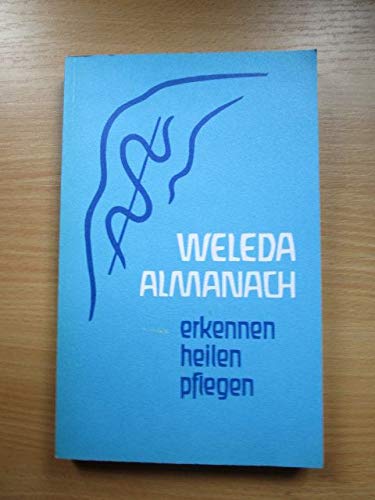 WELEDA
ALMANACH
erkennen
heilen
pflegen